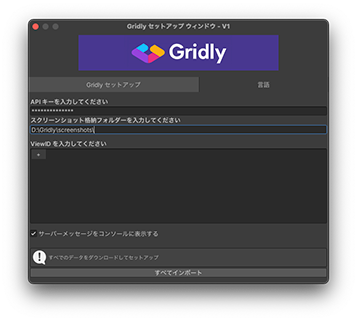 Gridly セットアップ ウィンドウ - V1
Gridly
Gridly セットアップ
言語
API キーを入力してください
**************
スクリーンショット格納フォルダーを入力してください
D:\Gridly\screenshots\
ViewID を入力してください
+
サーバーメッセージをコンソールに表示する
すべてのデータをダウンロードしてセットアップ
すべてインポート